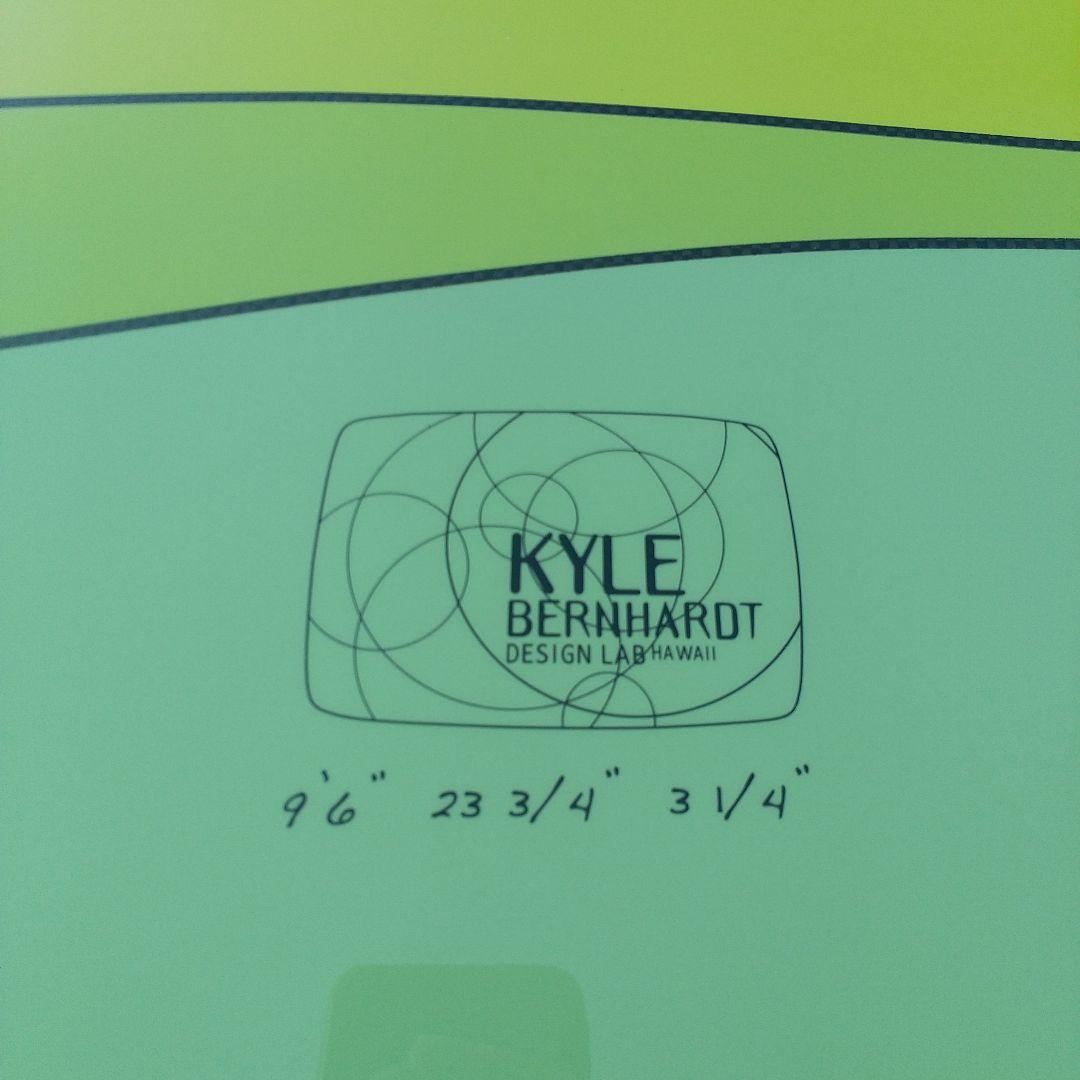 KYLE
BERNHARDT
DESIGN LAB HAWAII
9'6" 23 3/4" 3 1/4"